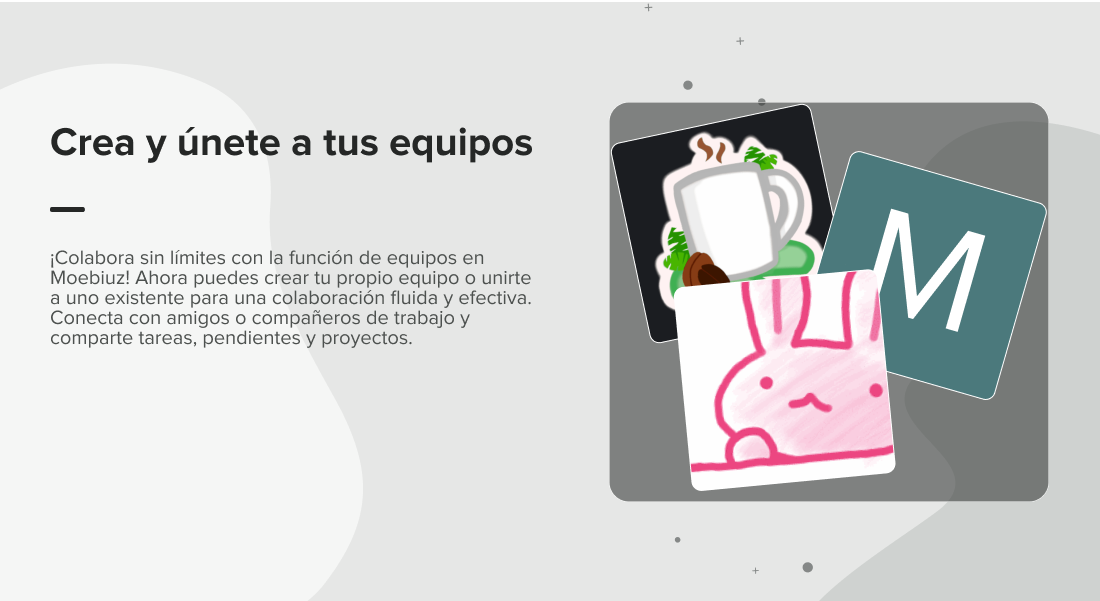 Crea y únete a tus equipos
¡Colabora sin límites con la función de equipos en
Moebiuz! Ahora puedes crear tu propio equipo o unirte
a uno existente para una colaboración fluida y efectiva.
Conecta con amigos o compañeros de trabajo y
comparte tareas, pendientes y proyectos.
M